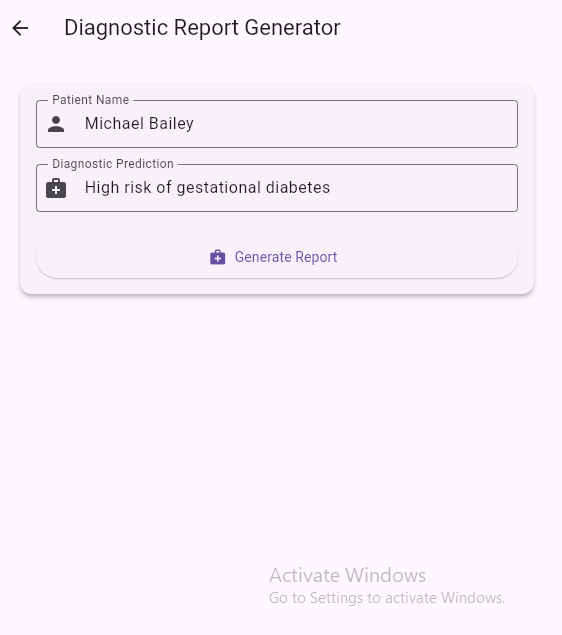 Diagnostic Report Generator
Patient Name
Michael Bailey
Diagnostic Prediction
High risk of gestational diabetes
Generate Report
Activate Windows
Go to Settings to activate Windows.